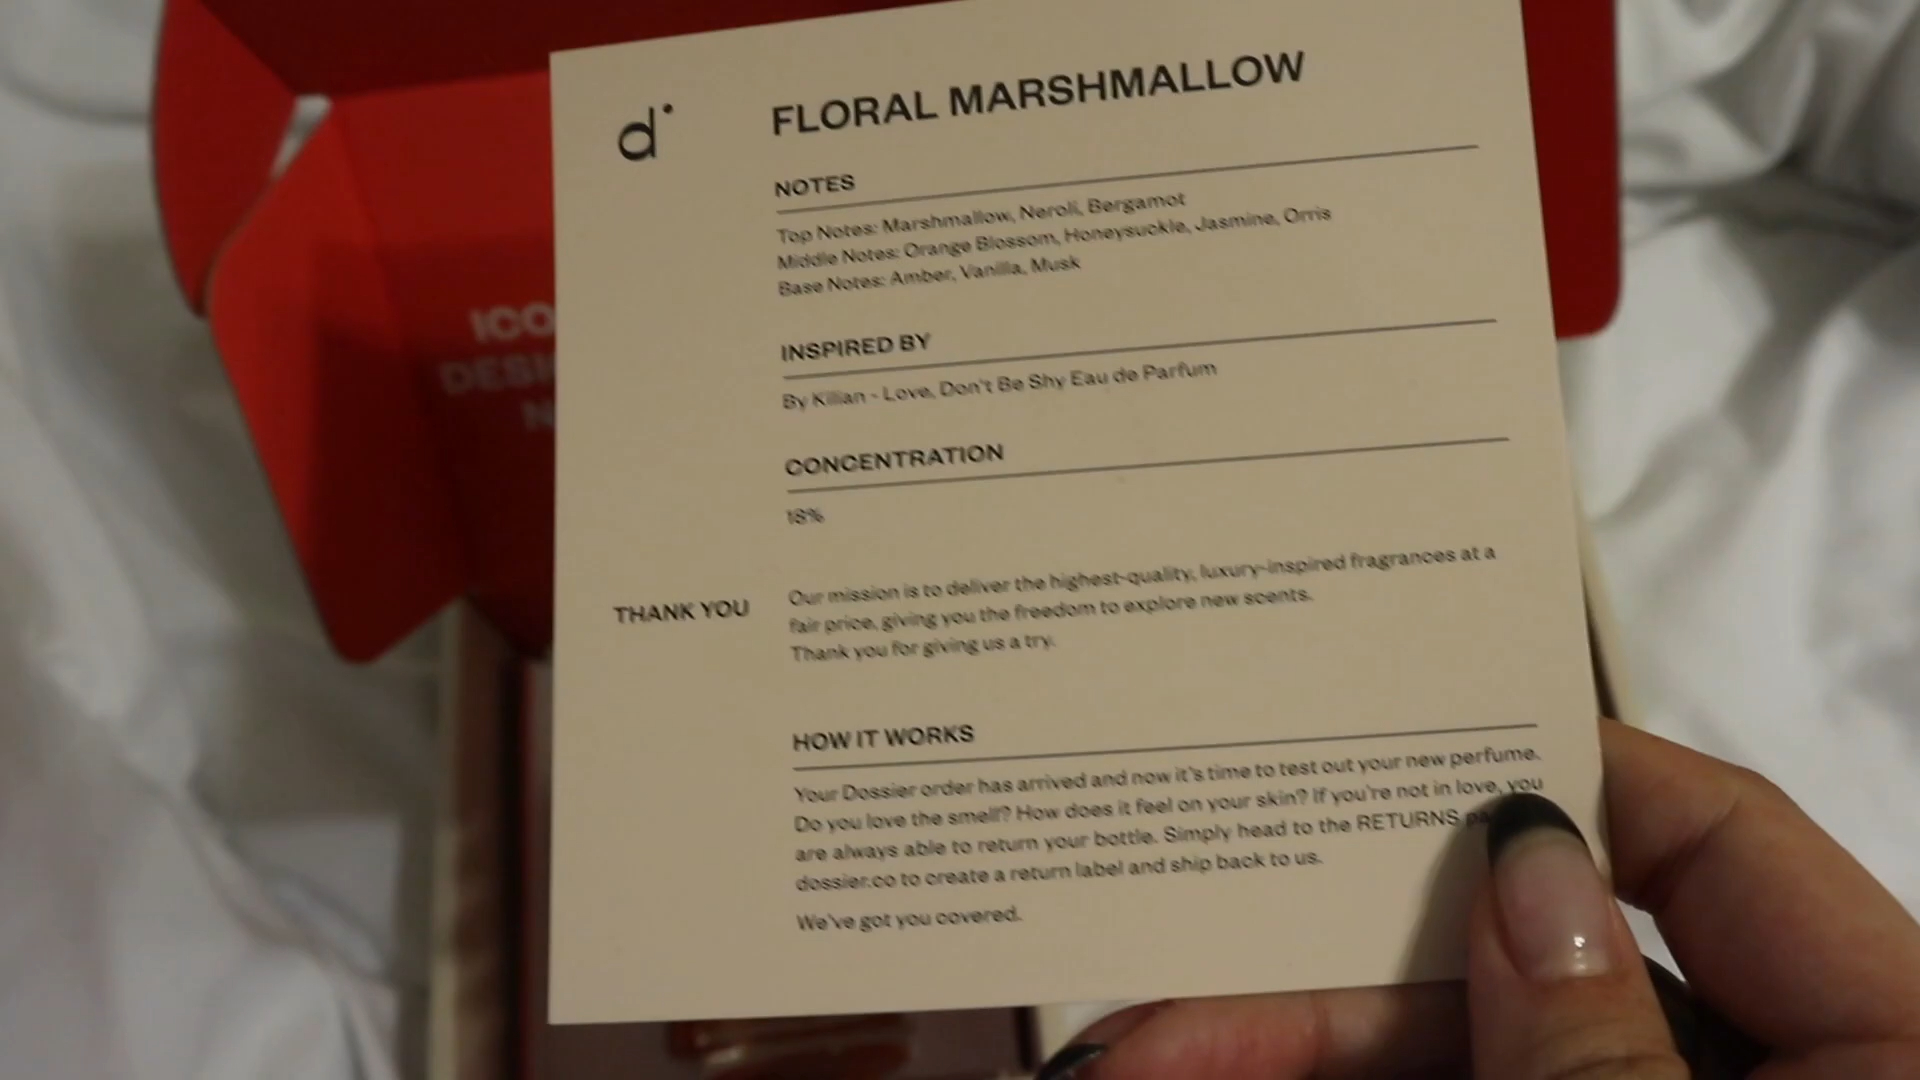 d°
FLORAL MARSHMALLOW
NOTES
Top Notes: Marshmallow, Neroli, Bergamot
Middle Notes: Orange Blossom, Honeysuckle, Jasmine, Orris
Base Notes: Amber, Vanilla, Musk
INSPIRED BY
By Kilian - Love, Don't Be Shy Eau de Parfum
CONCENTRATION
18%
THANK YOU
Our mission is to deliver the highest-quality, luxury-inspired fragrances at a
fair price, giving you the freedom to explore new scents.
Thank you for giving us a try.
HOW IT WORKS
Your Dossier order has arrived and now it's time to test out your new perfume.
Do you love the smell? How does it feel on your skin? If you're not in love, you
are always able to return your bottle. Simply head to the RETURNS
dossier.co to create a return label and ship back to us.
We've got you covered.